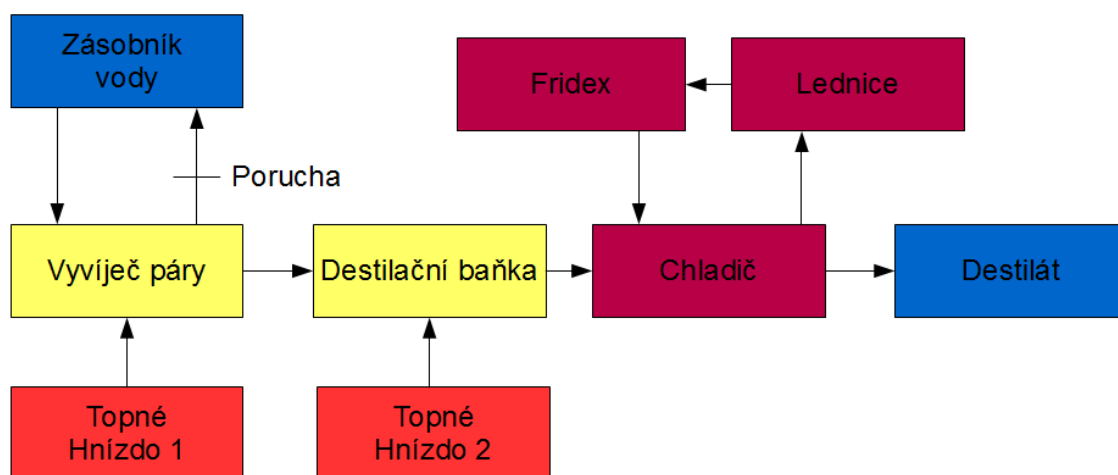 Zásobník
vody
Fridex
Lednice
Porucha
Vyvíječ páry
Destilační baňka
Chladič
Destilát
Topné
Hnízdo 1
Topné
Hnízdo 2